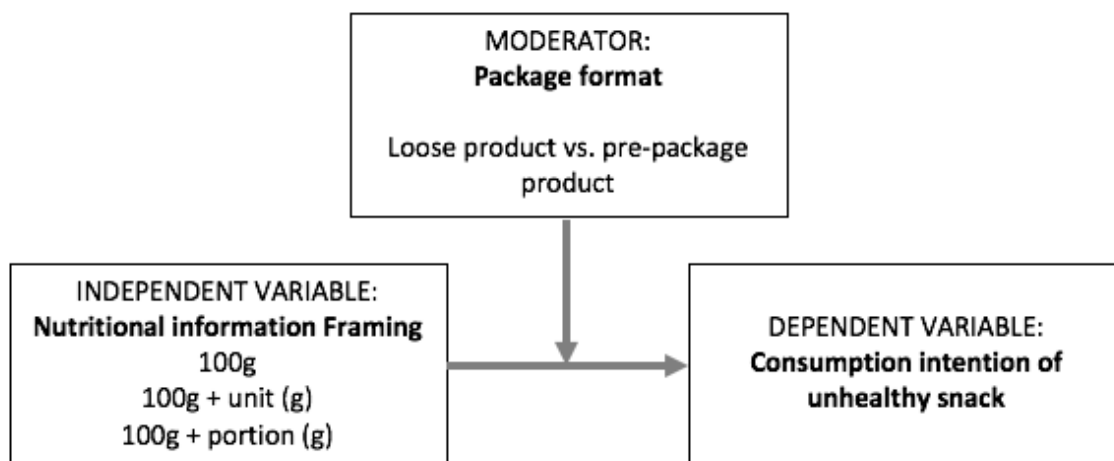 MODERATOR:
Package format
Loose product vs. pre-package
product
INDEPENDENT VARIABLE:
Nutritional information Framing
100g
100g + unit (g)
100g + portion (g)
DEPENDENT VARIABLE:
Consumption intention of
unhealthy snack